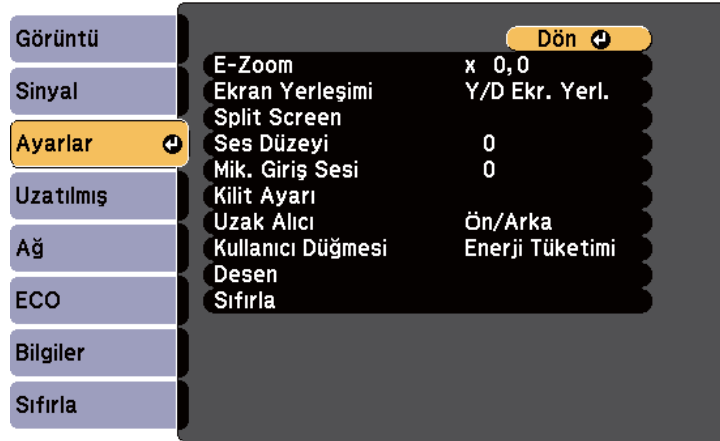 Görüntü
Sinyal
Ayarlar
Uzatılmış
Ağ
ECO
Bilgiler
Sıfırla
Dön
E-Zoom x 0,0
Ekran Yerleşimi Y/D Ekr. Yerl.
Split Screen
Ses Düzeyi 0
Mik. Giriş Sesi 0
Kilit Ayarı
Uzak Alıcı Ön/Arka
Kullanıcı Düğmesi Enerji Tüketimi
Desen
Sıfırla